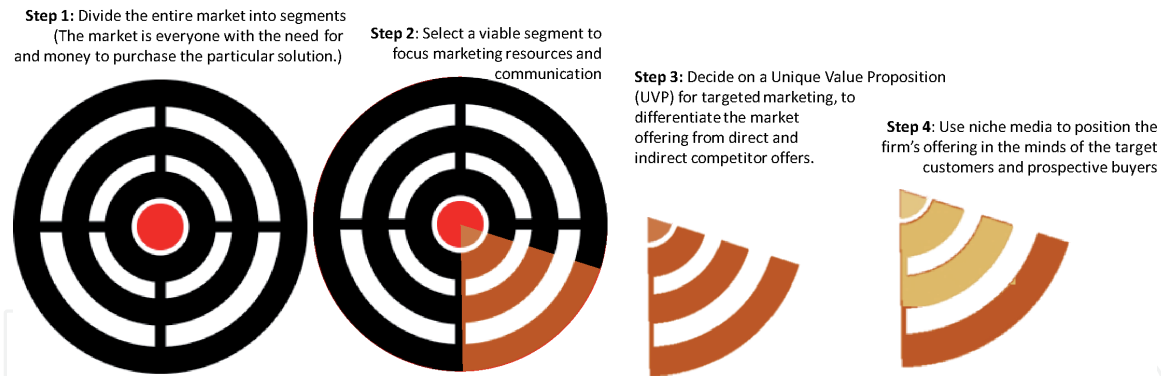 Step 1: Divide the entire market into segments
(The market is everyone with the need for
and money to purchase the particular solution.)
Step 2: Select a viable segment to
focus marketing resources and
communication
Step 3: Decide on a Unique Value Proposition
(UVP) for targeted marketing, to
differentiate the market
offering from direct and
indirect competitor offers.
Step 4: Use niche media to position the
firm’s offering in the minds of the target
customers and prospective buyers